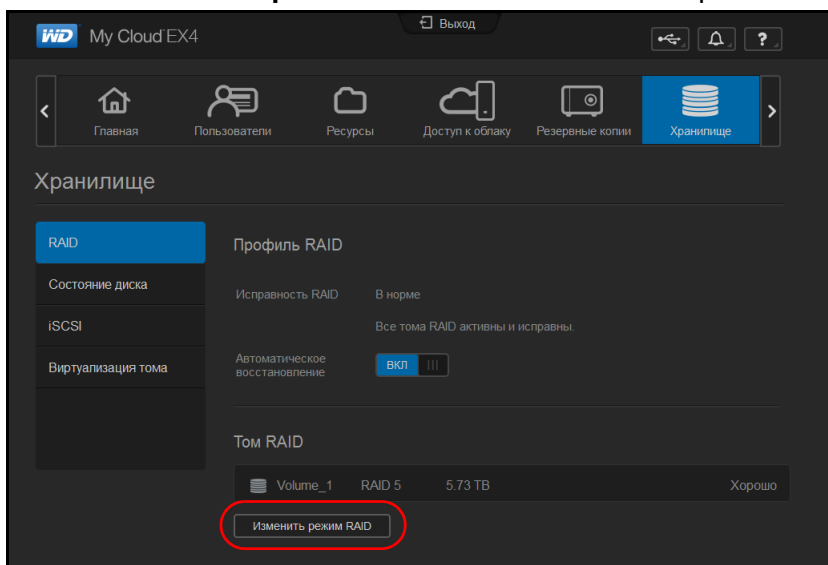 WD My Cloud EX4
Выход
?
Главная
Пользователи
Ресурсы
Доступ к облаку
Резервные копии
Хранилище
Хранилище
RAID
Состояние диска
iSCSI
Виртуализация тома
Профиль RAID
Исправность RAID В норме
Все тома RAID активны и исправны.
Автоматическое
восстановление
ВКЛ
Том RAID
Volume_1 RAID 5 5.73 TB Хорошо
Изменить режим RAID